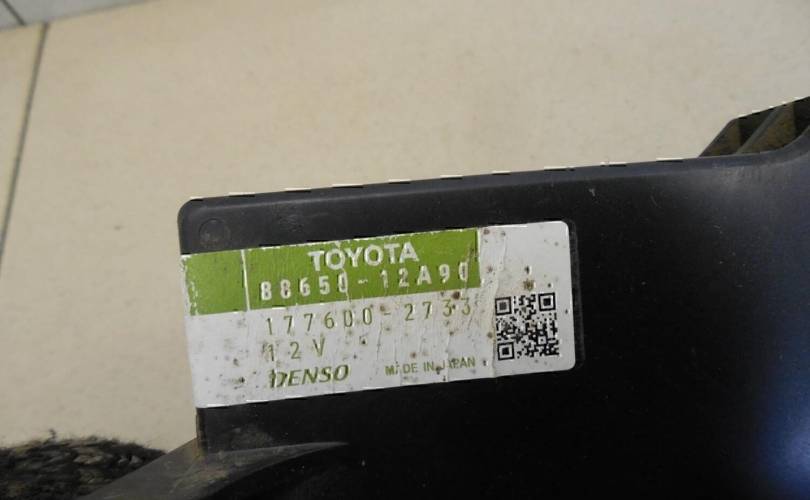 TOYOTA
88650-12A90
177600-2733
12V
DENSO MADE IN JAPAN